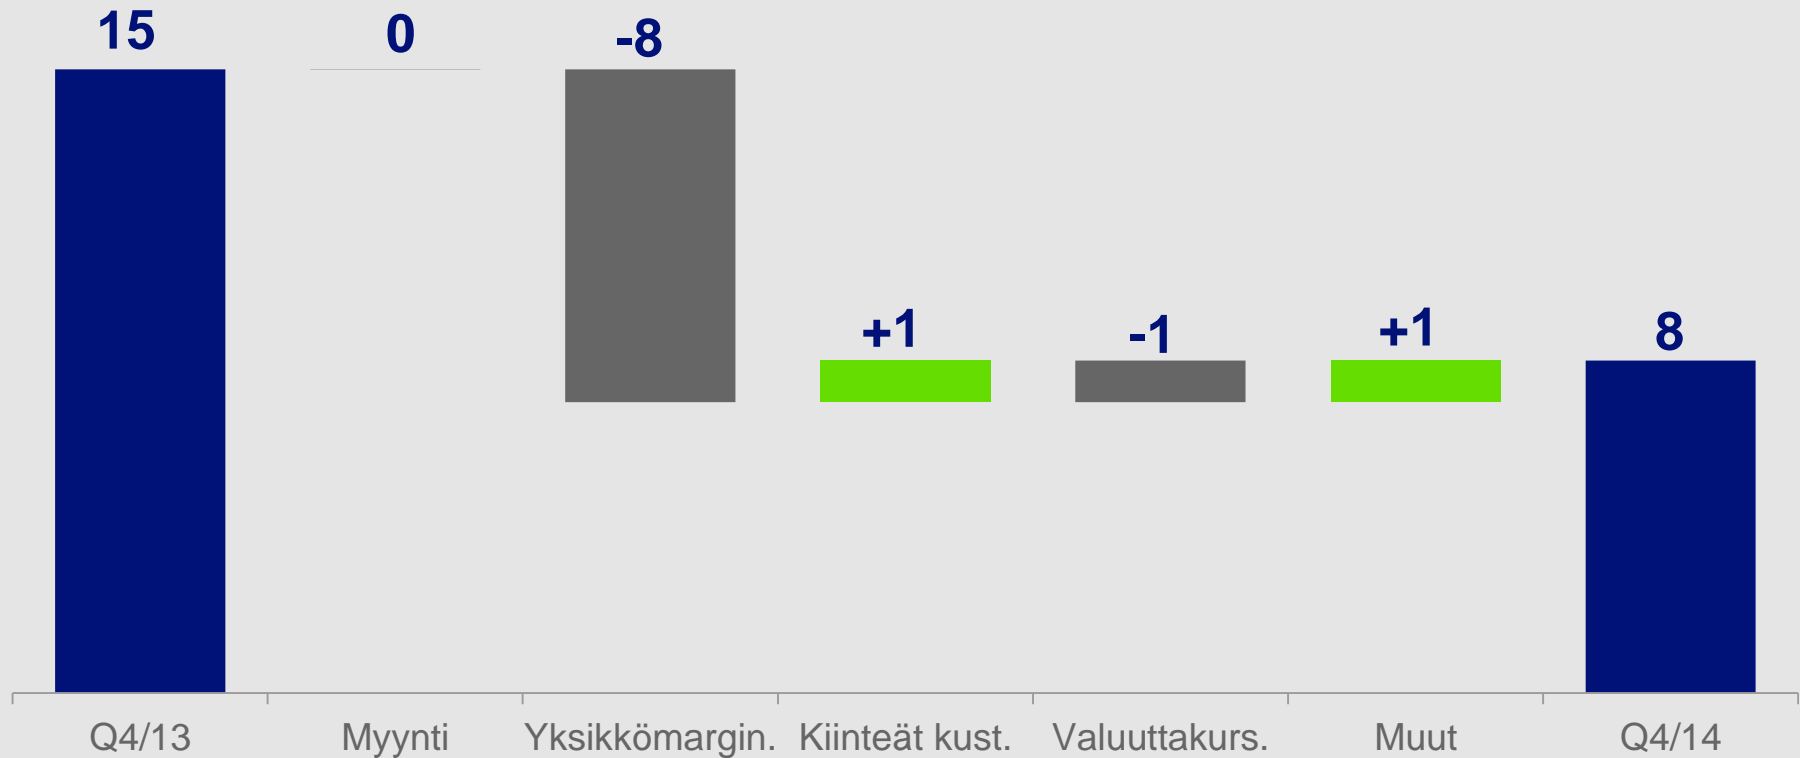 15
0
-8
+1
-1
+1
8
Q4/13
Myynti
Yksikkömargin.
Kiinteät kust.
Valuuttakurs.
Muut
Q4/14